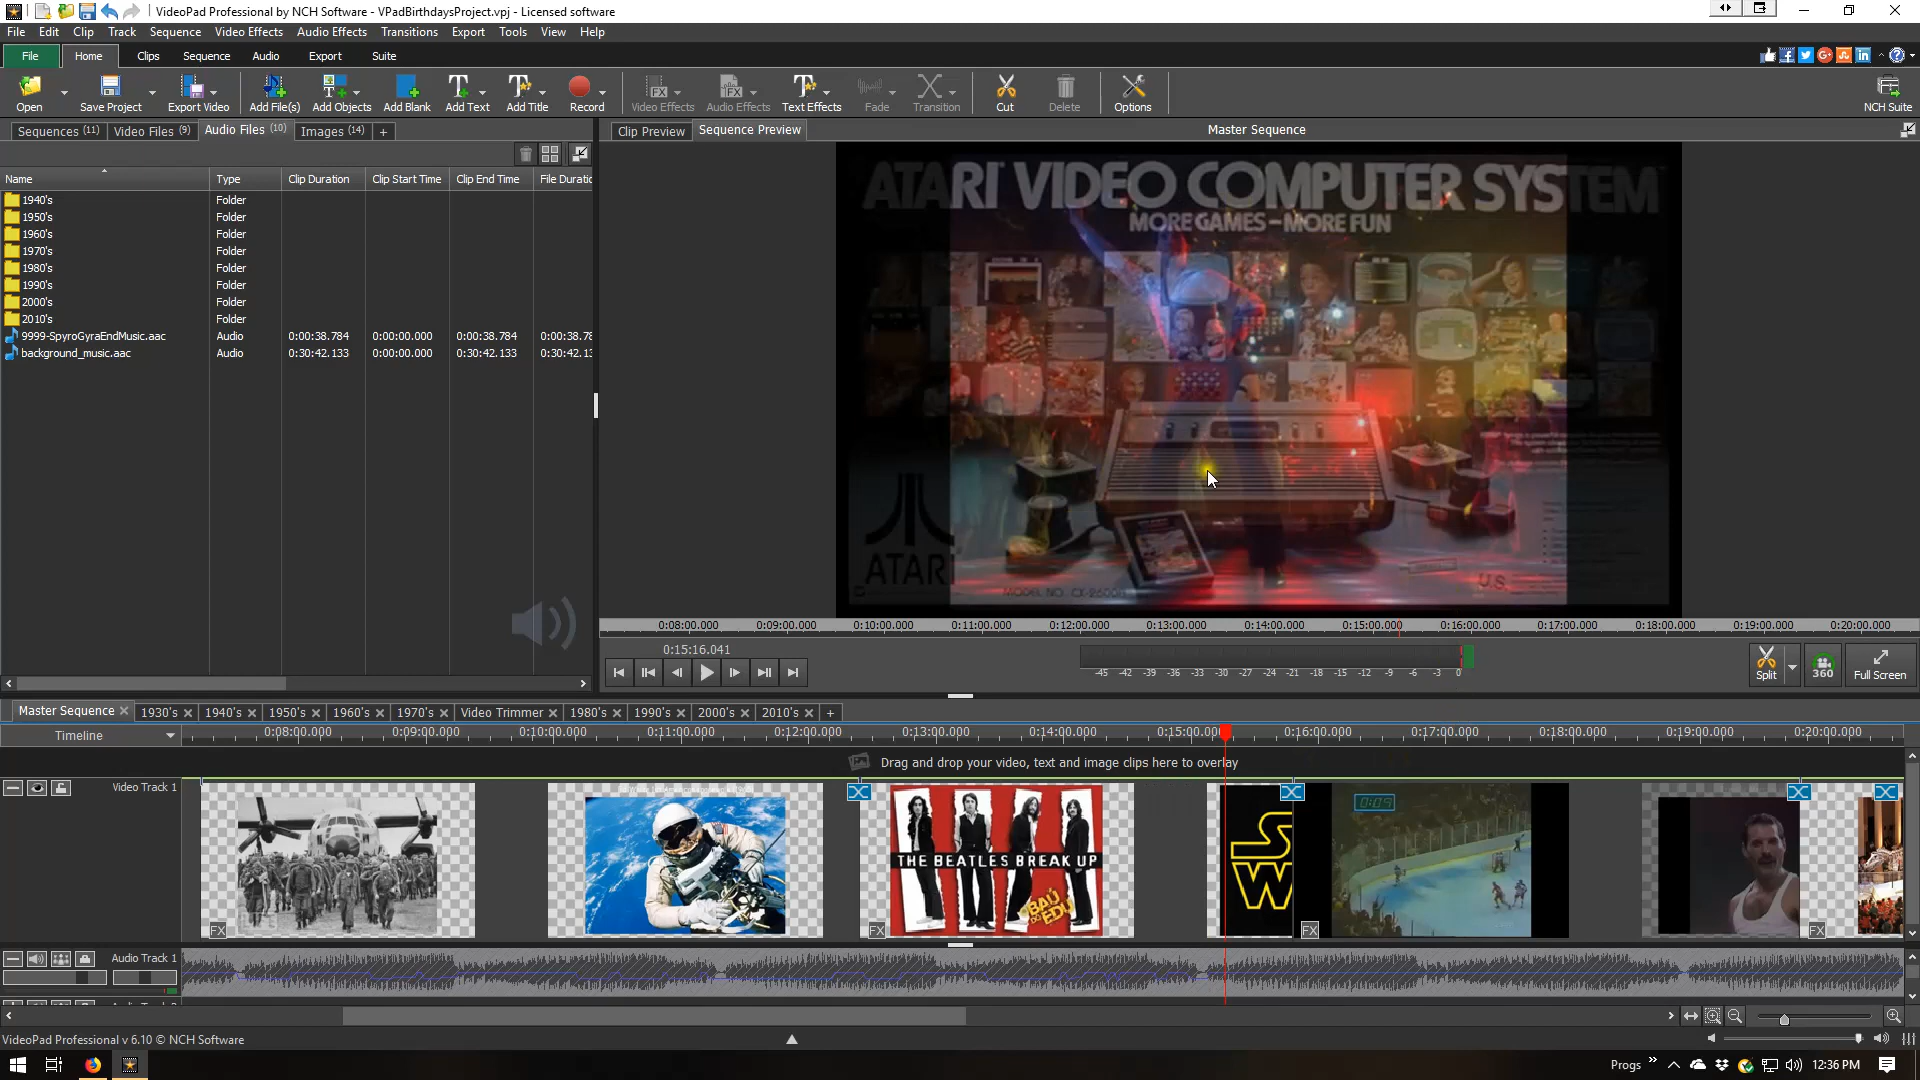 VideoPad Professional by NCH Software - VPadBirthdaysProject.vpj - Licensed software
File Edit Clip Track Sequence Video Effects Audio Effects Transitions Export Tools View Help
File Home Clips Sequence Audio Export Suite
Open Save Project Export Video Add File(s) Add Objects Add Blank Add Text Add Title Record Video Effects Audio Effects Text Effects Fade Transition Cut Delete Options NCH Suite
Sequences (11) Video Files (9) Audio Files (10) Images (14) +
Clip Preview Sequence Preview Master Sequence
Name Type Clip Duration Clip Start Time Clip End Time File Duratic
1940's Folder
1950's Folder
1960's Folder
1970's Folder
1980's Folder
1990's Folder
2000's Folder
2010's Folder
9999-SpyroGyraEndMusic.aac Audio 0:00:38.784 0:00:00.000 0:00:38.784 0:00:38.78
background_music.aac Audio 0:30:42.133 0:00:00.000 0:30:42.133 0:30:42.13
ATARI VIDEO COMPUTER SYSTEM™
MORE GAMES - MORE FUN
ATARI
MODEL NO. CX-2600
U.S.
0:08:00.000 0:09:00.000 0:10:00.000 0:11:00.000 0:12:00.000 0:13:00.000 0:14:00.000 0:15:00.000 0:16:00.000 0:17:00.000 0:18:00.000 0:19:00.000 0:20:00.000
0:15:16.041
-45 -42 -39 -36 -33 -30 -27 -24 -21 -18 -15 -12 -9 -6 -3 0
Split 360 Full Screen
Master Sequence 1930's 1940's 1950's 1960's 1970's Video Trimmer 1980's 1990's 2000's 2010's +
Timeline 0:08:00.000 0:09:00.000 0:10:00.000 0:11:00.000 0:12:00.000 0:13:00.000 0:14:00.000 0:15:00.000 0:16:00.000 0:17:00.000 0:18:00.000 0:19:00.000 0:20:00.000
Drag and drop your video, text and image clips here to overlay
Video Track 1
0:09
THE BEATLES BREAK UP
BAÚ DO EDU
S
W
FX FX FX FX
Audio Track 1
VideoPad Professional v 6.10 © NCH Software
Progs 12:36 PM